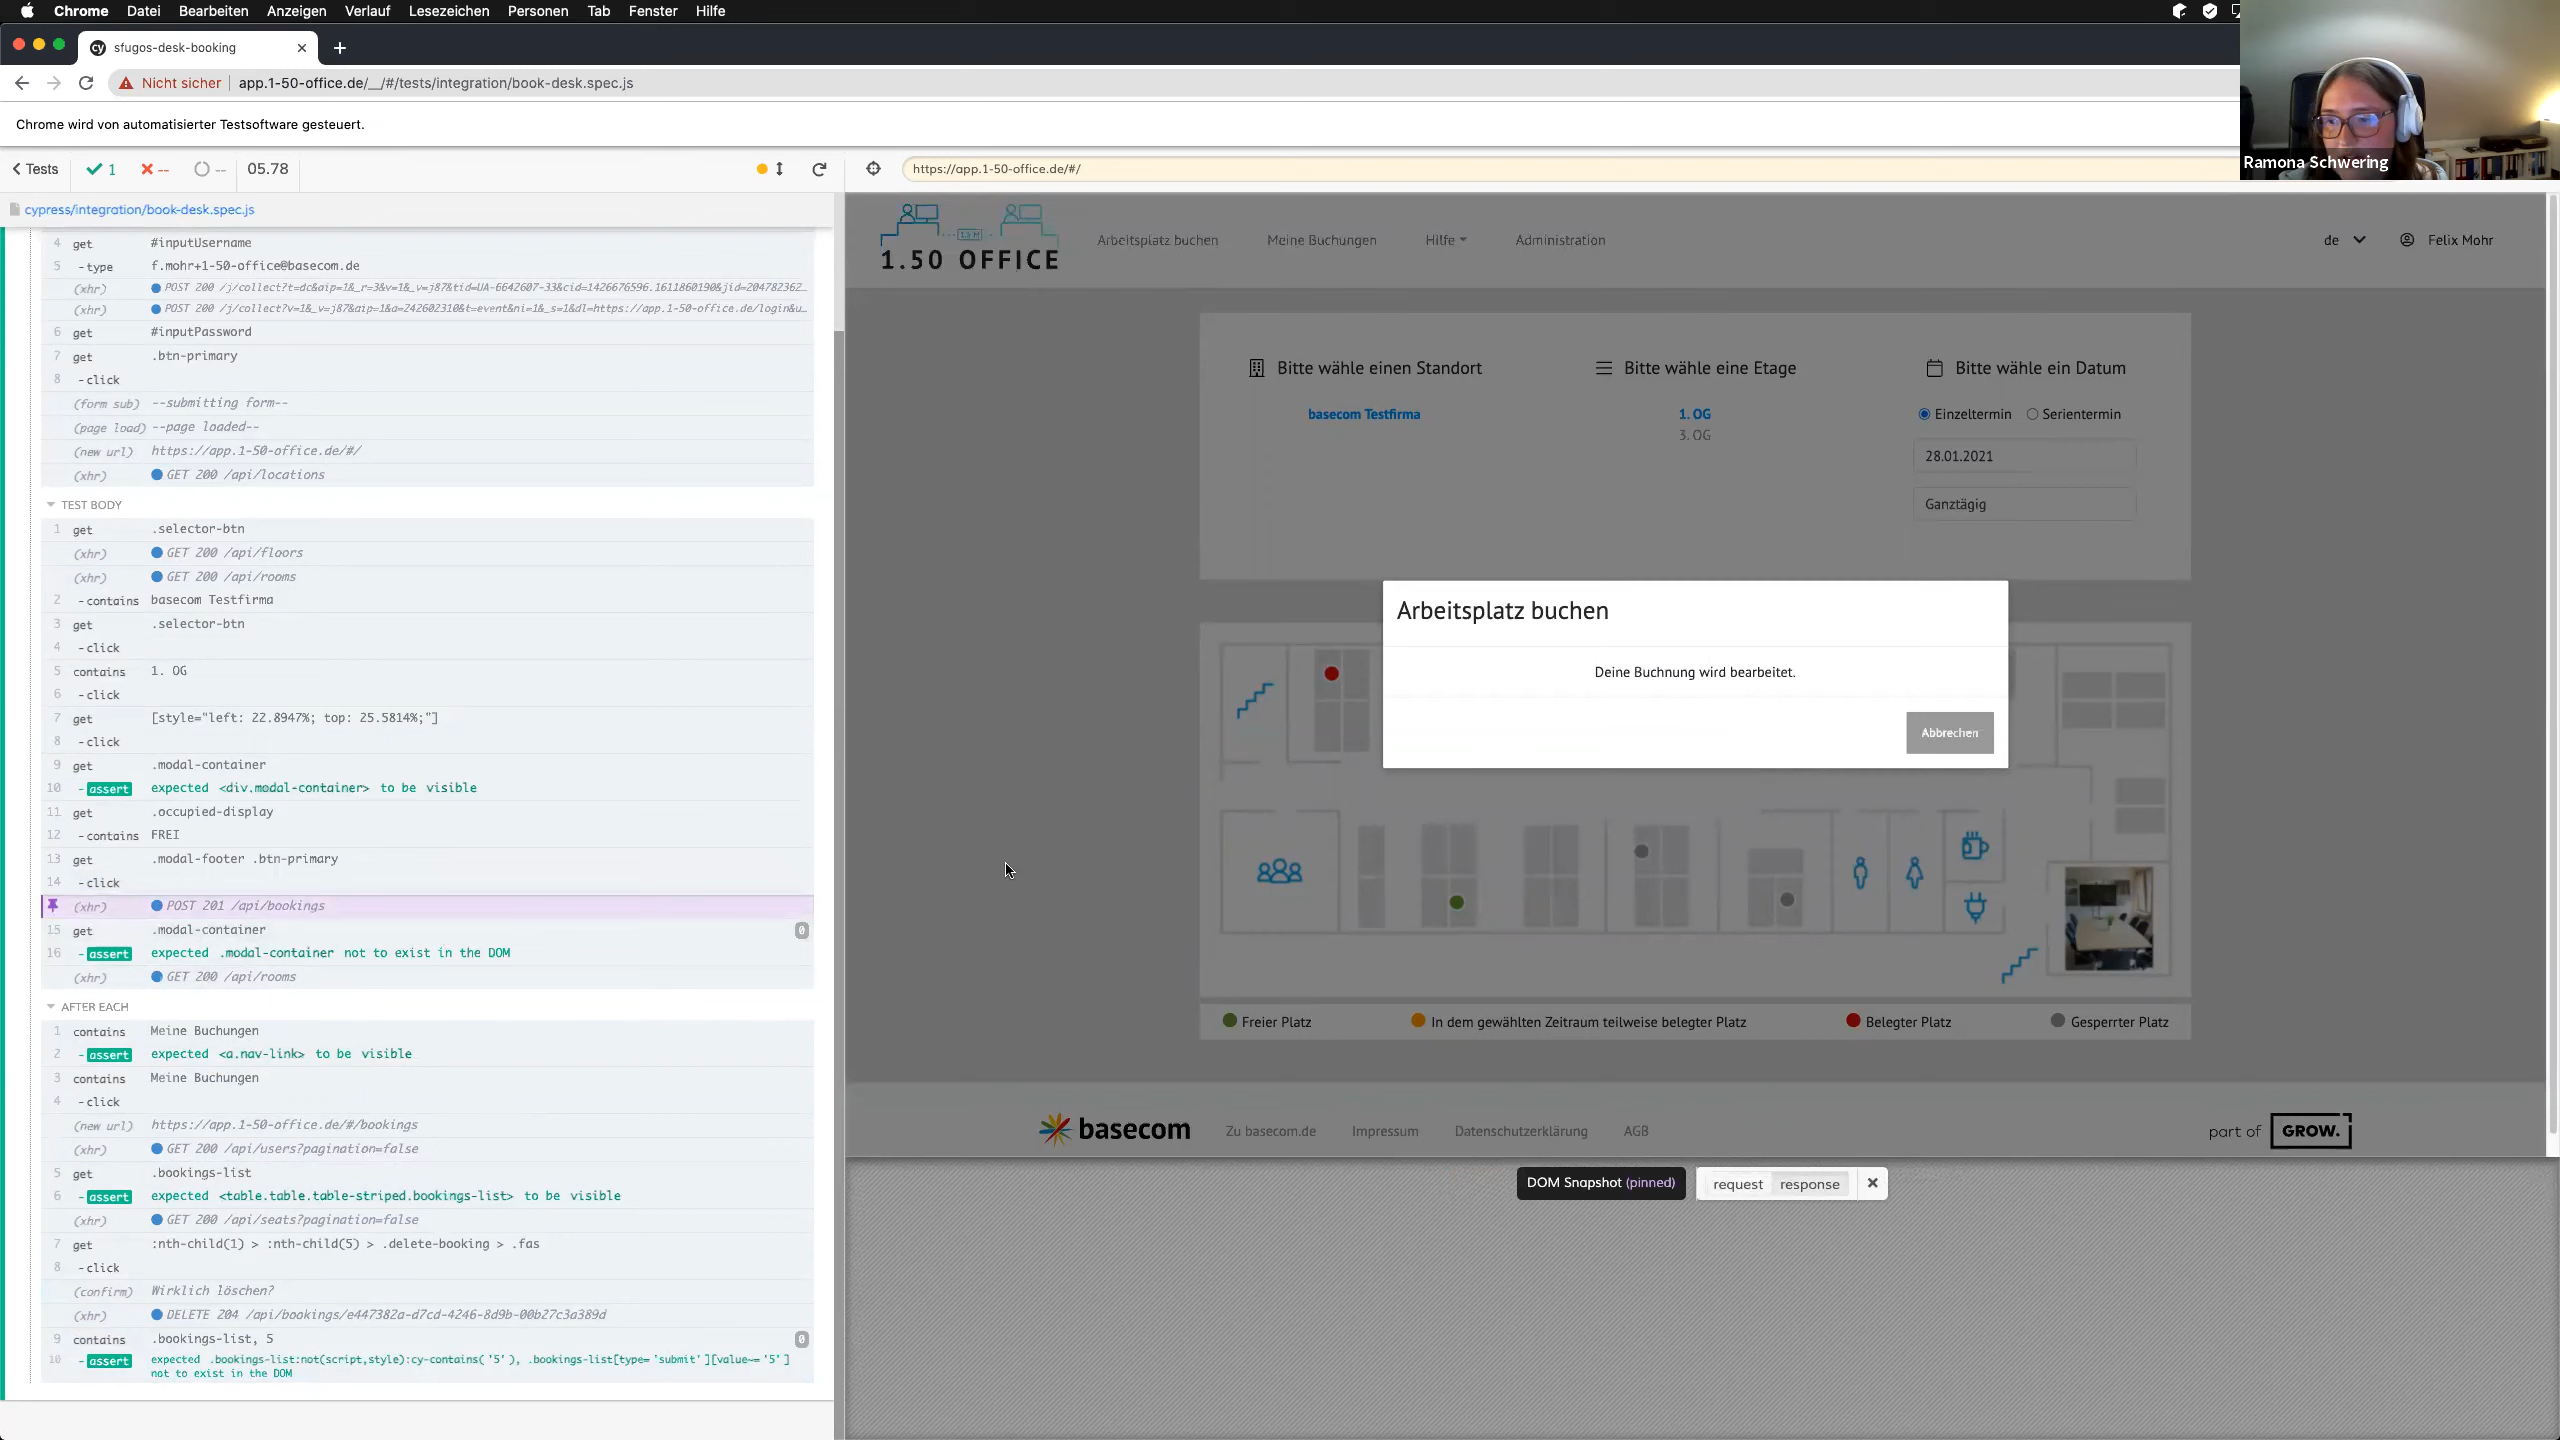 Chrome Datei Bearbeiten Anzeigen Verlauf Lesezeichen Personen Tab Fenster Hilfe
cy sfugos-desk-booking
Nicht sicher app.1-50-office.de/__/#/tests/integration/book-desk.spec.js
Chrome wird von automatisierter Testsoftware gesteuert.
Ramona Schwering
Tests 1 -- -- 05.78
https://app.1-50-office.de/#/
cypress/integration/book-desk.spec.js
4 get #inputUsername
5 -type f.mohr+1-50-office@basecom.de
(xhr) POST 200 /j/collect?t=dc&aip=1&_r=3&v=1&_v=j87&tid=UA-6642607-33&cid=1426676596.1611860190&jid=204782362…
(xhr) POST 200 /j/collect?v=1&_v=j87&aip=1&a=242602310&t=event&ni=1&_s=1&dl=https://app.1-50-office.de/login&u…
6 get #inputPassword
7 get .btn-primary
8 -click
(form sub) --submitting form--
(page load) --page loaded--
(new url) https://app.1-50-office.de/#/
(xhr) GET 200 /api/locations
TEST BODY
1 get .selector-btn
(xhr) GET 200 /api/floors
(xhr) GET 200 /api/rooms
2 -contains basecom Testfirma
3 get .selector-btn
4 -click
5 contains 1. OG
6 -click
7 get [style="left: 22.8947%; top: 25.5814%;"]
8 -click
9 get .modal-container
10 -assert expected <div.modal-container> to be visible
11 get .occupied-display
12 -contains FREI
13 get .modal-footer .btn-primary
14 -click
(xhr) POST 201 /api/bookings
15 get .modal-container 0
16 -assert expected .modal-container not to exist in the DOM
(xhr) GET 200 /api/rooms
AFTER EACH
1 contains Meine Buchungen
2 -assert expected <a.nav-link> to be visible
3 contains Meine Buchungen
4 -click
(new url) https://app.1-50-office.de/#/bookings
(xhr) GET 200 /api/users?pagination=false
5 get .bookings-list
6 -assert expected <table.table.table-striped.bookings-list> to be visible
(xhr) GET 200 /api/seats?pagination=false
7 get :nth-child(1) > :nth-child(5) > .delete-booking > .fas
8 -click
(confirm) Wirklich löschen?
(xhr) DELETE 204 /api/bookings/e447382a-d7cd-4246-8d9b-00b27c3a389d
9 contains .bookings-list, 5 0
10 -assert expected .bookings-list:not(script,style):cy-contains('5'), .bookings-list[type='submit'][value~='5']
not to exist in the DOM
1.5 M
1.50 OFFICE
Arbeitsplatz buchen Meine Buchungen Hilfe Administration de Felix Mohr
Bitte wähle einen Standort Bitte wähle eine Etage Bitte wähle ein Datum
basecom Testfirma 1. OG Einzeltermin Serientermin
3. OG
28.01.2021
Ganztägig
Arbeitsplatz buchen
Deine Buchnung wird bearbeitet.
Abbrechen
Freier Platz In dem gewählten Zeitraum teilweise belegter Platz Belegter Platz Gesperrter Platz
basecom Zu basecom.de Impressum Datenschutzerklärung AGB part of GROW.
DOM Snapshot (pinned) request response